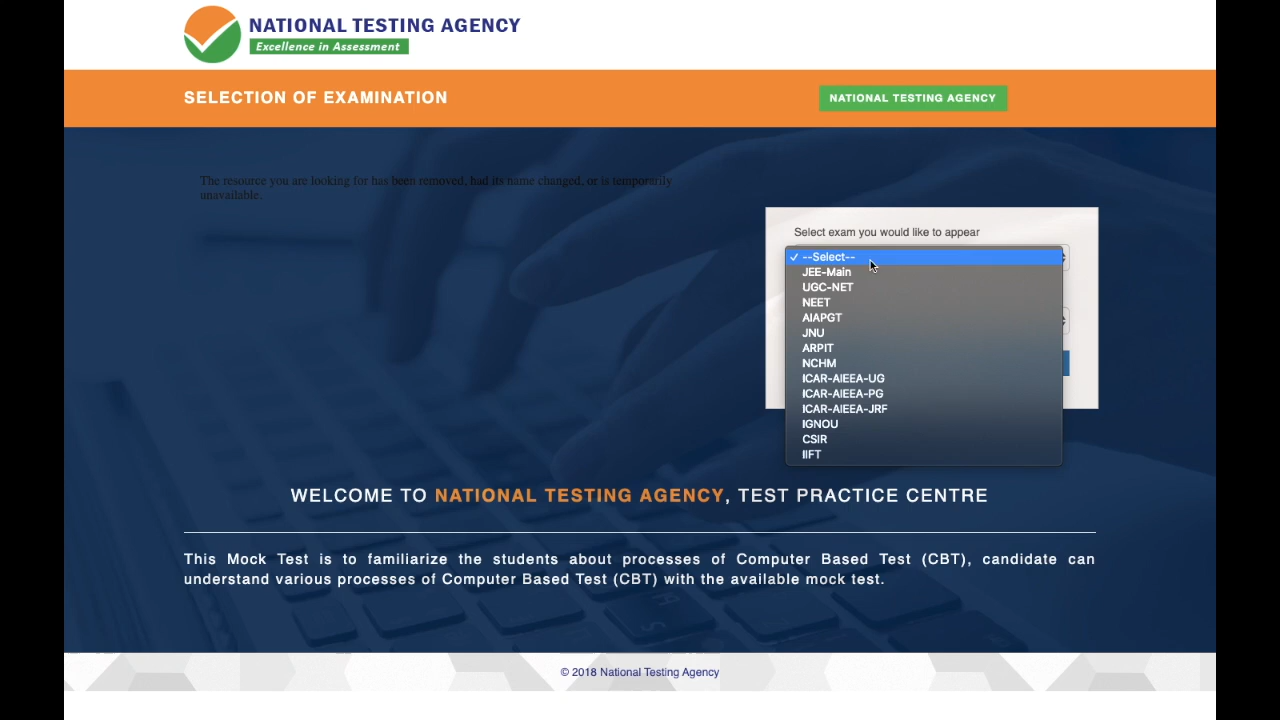 NATIONAL TESTING AGENCY
Excellence in Assessment
SELECTION OF EXAMINATION
NATIONAL TESTING AGENCY
The resource you are looking for has been removed, had its name changed, or is temporarily
unavailable.
Select exam you would like to appear
✓ --Select--
JEE-Main
UGC-NET
NEET
AIAPGT
JNU
ARPIT
NCHM
ICAR-AIEEA-UG
ICAR-AIEEA-PG
ICAR-AIEEA-JRF
IGNOU
CSIR
IIFT
WELCOME TO NATIONAL TESTING AGENCY, TEST PRACTICE CENTRE
This Mock Test is to familiarize the students about processes of Computer Based Test (CBT), candidate can
understand various processes of Computer Based Test (CBT) with the available mock test.
© 2018 National Testing Agency